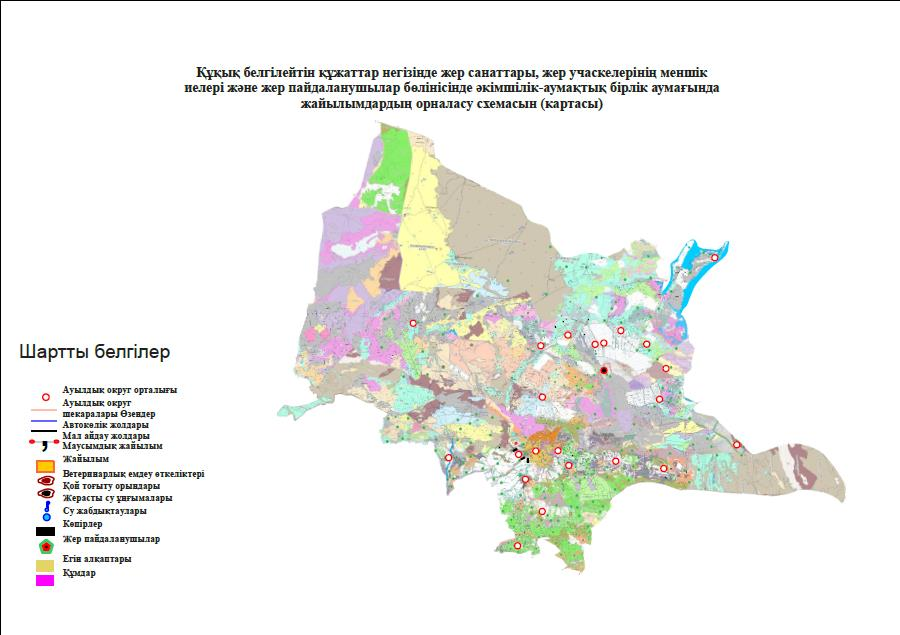 Құқық белгілейтін құжаттар негізінде жер санаттары, жер учаскелерінің меншік
иелері және жер пайдаланушылар бөлінісінде әкімшілік-аумақтық бірлік аумағында
жайылымдардың орналасу схемасын (картасы)
Шартты белгілер
Ауылдық округ орталығы
Ауылдық округ
шекаралары Өзендер
Автокөлік жолдары
Мал айдау жолдары
Маусымдық жайылым
Жайылым
Ветеринарлық емдеу өткеліктері
Қой тоғыту орындары
Жерасты су ұңғымалары
Су жабдықтаулары
Көпірлер
Жер пайдаланушылар
Егін алқаптары
Құмдар